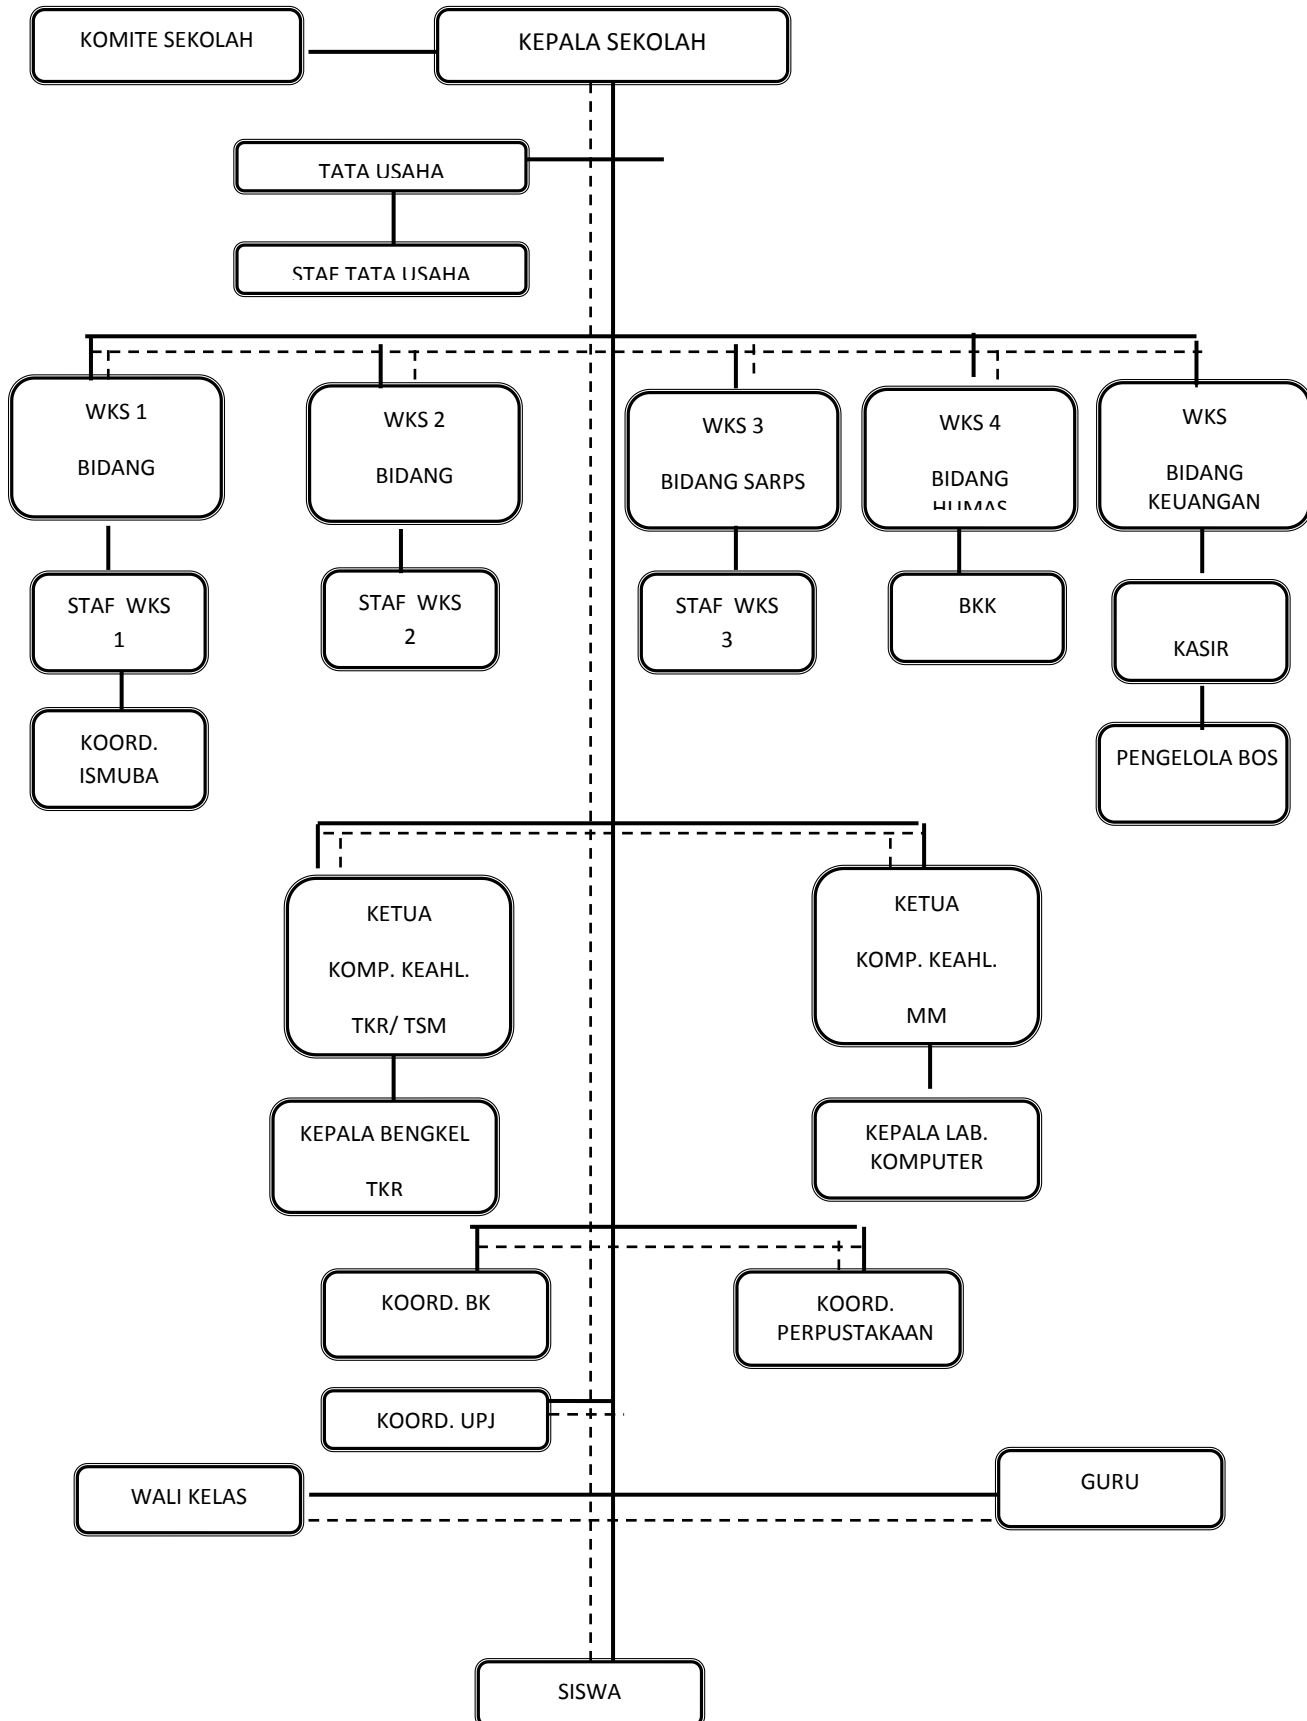 KOMITE SEKOLAH
KEPALA SEKOLAH
TATA USAHA
STAF TATA USAHA
WKS 1
BIDANG
WKS 2
BIDANG
WKS 3
BIDANG SARPS
WKS 4
BIDANG
HUMAS
WKS
BIDANG
KEUANGAN
STAF WKS
1
STAF WKS
2
STAF WKS
3
BKK
KASIR
KOORD.
ISMUBA
PENGELOLA BOS
KETUA
KOMP. KEAHL.
TKR/ TSM
KETUA
KOMP. KEAHL.
MM
KEPALA BENGKEL
TKR
KEPALA LAB.
KOMPUTER
KOORD. BK
KOORD.
PERPUSTAKAAN
KOORD. UPJ
WALI KELAS
GURU
SISWA